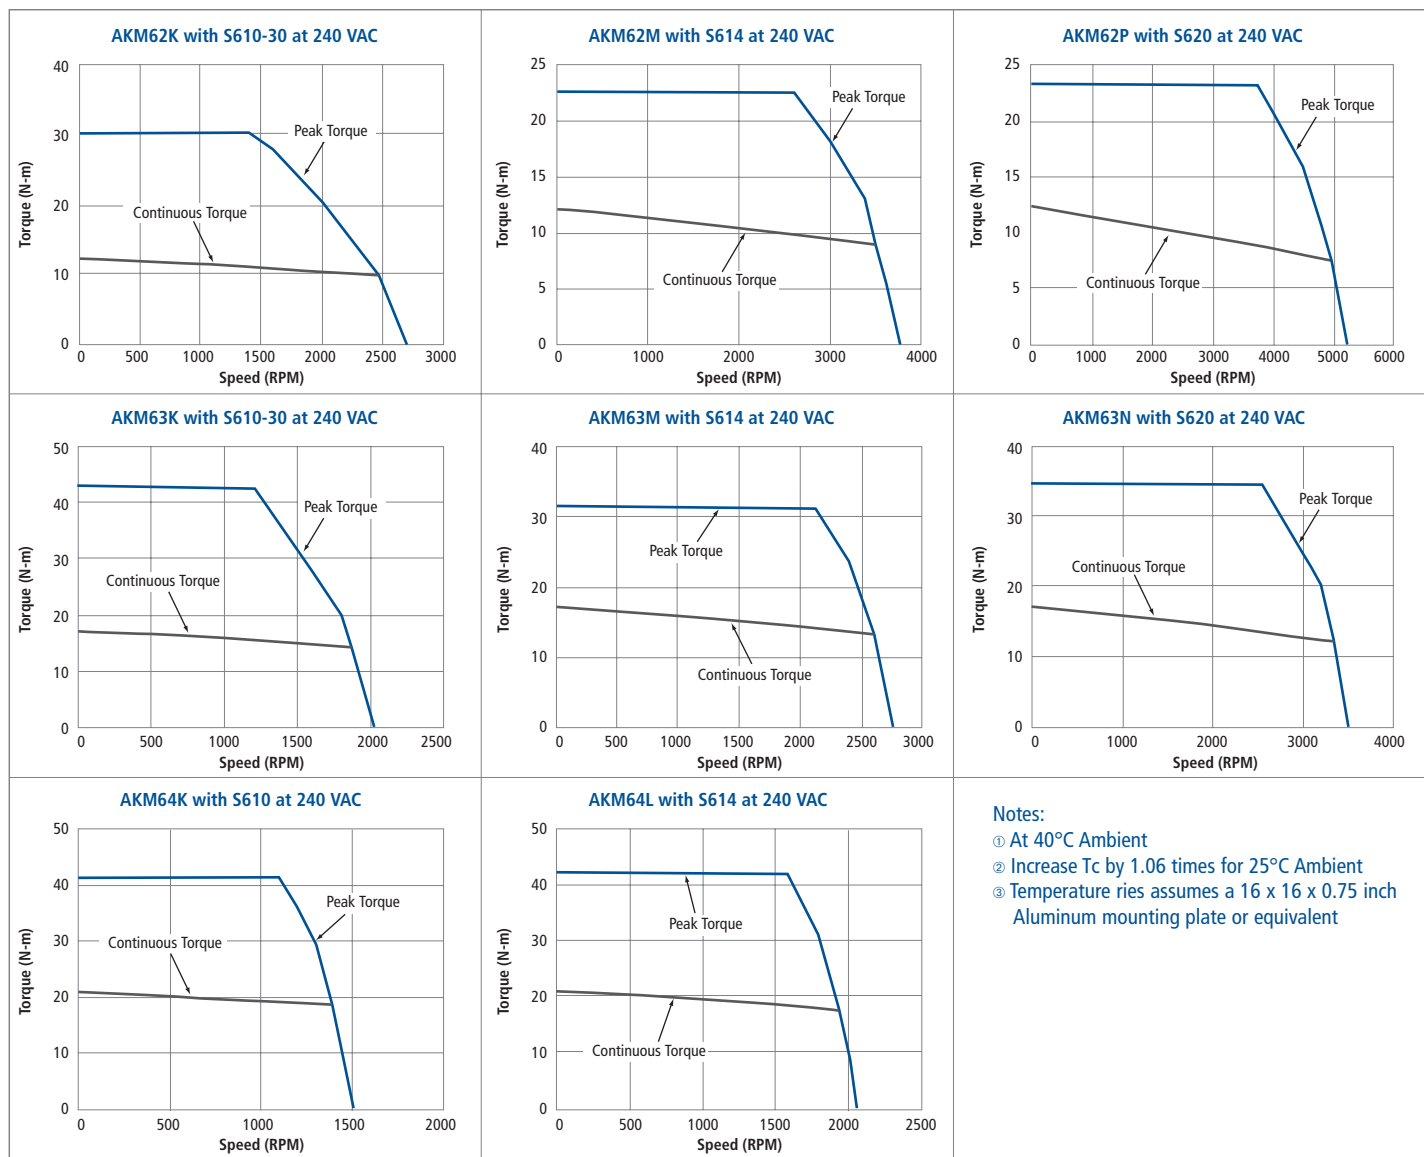 AKM62K with S610-30 at 240 VAC
40
30
20
10
0
Torque (N-m)
Peak Torque
Continuous Torque
0 500 1000 1500 2000 2500 3000
Speed (RPM)
AKM62M with S614 at 240 VAC
25
20
15
10
5
0
Torque (N-m)
Peak Torque
Continuous Torque
0 1000 2000 3000 4000
Speed (RPM)
AKM62P with S620 at 240 VAC
25
20
15
10
5
0
Torque (N-m)
Peak Torque
Continuous Torque
0 1000 2000 3000 4000 5000 6000
Speed (RPM)
AKM63K with S610-30 at 240 VAC
50
40
30
20
10
0
Torque (N-m)
Peak Torque
Continuous Torque
0 500 1000 1500 2000 2500
Speed (RPM)
AKM63M with S614 at 240 VAC
40
30
20
10
0
Torque (N-m)
Peak Torque
Continuous Torque
0 500 1000 1500 2000 2500 3000
Speed (RPM)
AKM63N with S620 at 240 VAC
40
30
20
10
0
Torque (N-m)
Peak Torque
Continuous Torque
0 1000 2000 3000 4000
Speed (RPM)
AKM64K with S610 at 240 VAC
50
40
30
20
10
0
Torque (N-m)
Peak Torque
Continuous Torque
0 500 1000 1500 2000
Speed (RPM)
AKM64L with S614 at 240 VAC
50
40
30
20
10
0
Torque (N-m)
Peak Torque
Continuous Torque
0 500 1000 1500 2000 2500
Speed (RPM)
Notes:
① At 40°C Ambient
② Increase Tc by 1.06 times for 25°C Ambient
③ Temperature ries assumes a 16 x 16 x 0.75 inch
Aluminum mounting plate or equivalent